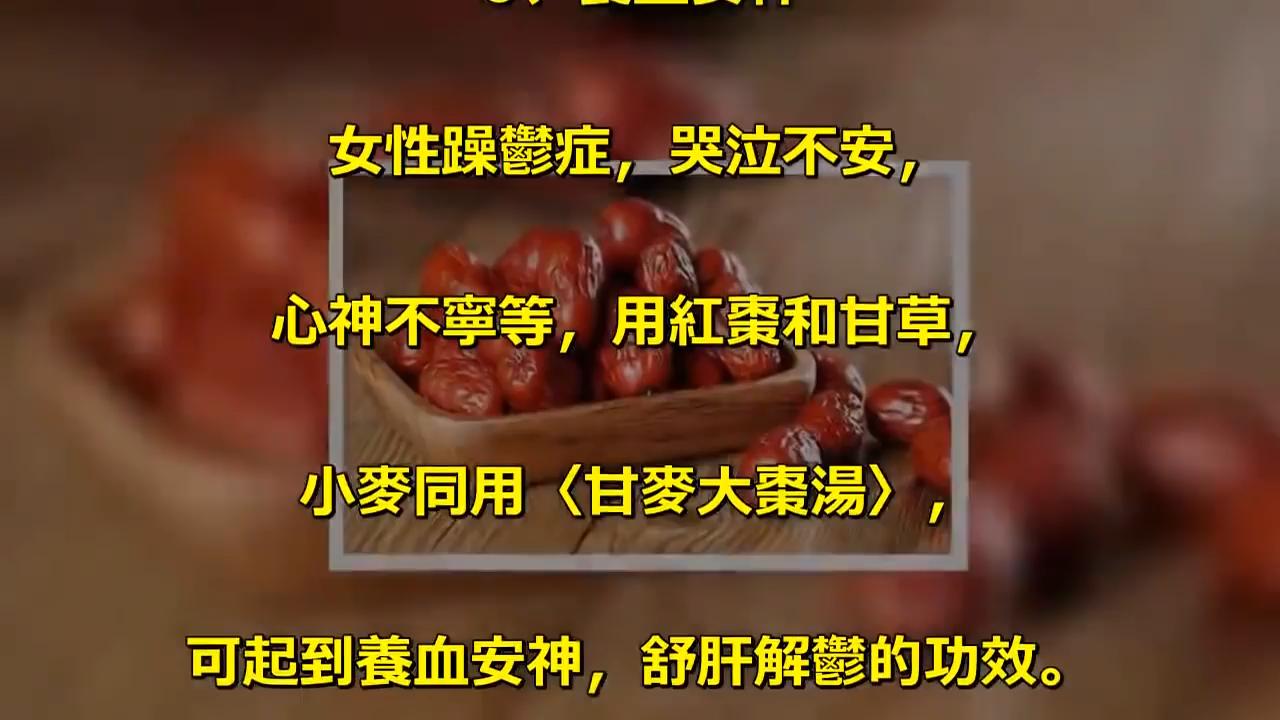 女性躁鬱症，哭泣不安，
心神不寧等，用紅棗和甘草，
小麥同用〈甘麥大棗湯〉，
可起到養血安神，舒肝解鬱的功效。